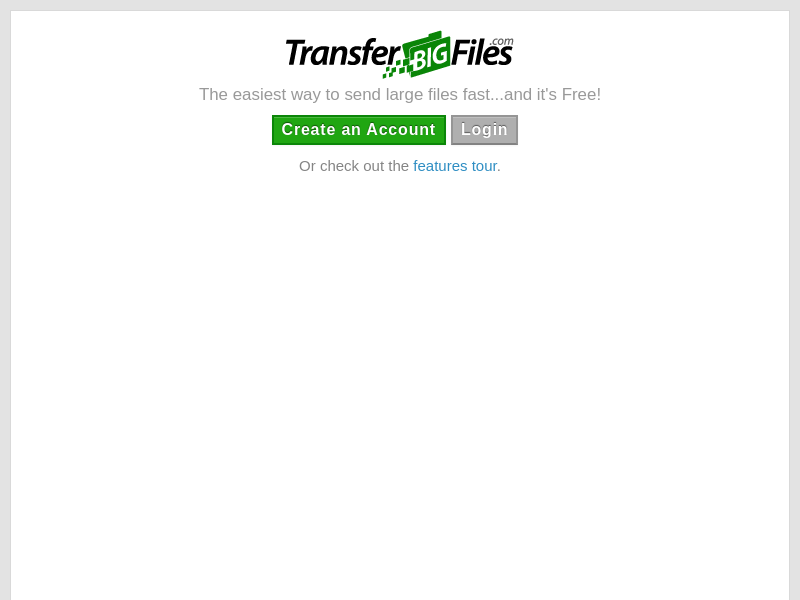 TransferBIGFiles.com
The easiest way to send large files fast...and it's Free!
Create an Account Login
Or check out the features tour.